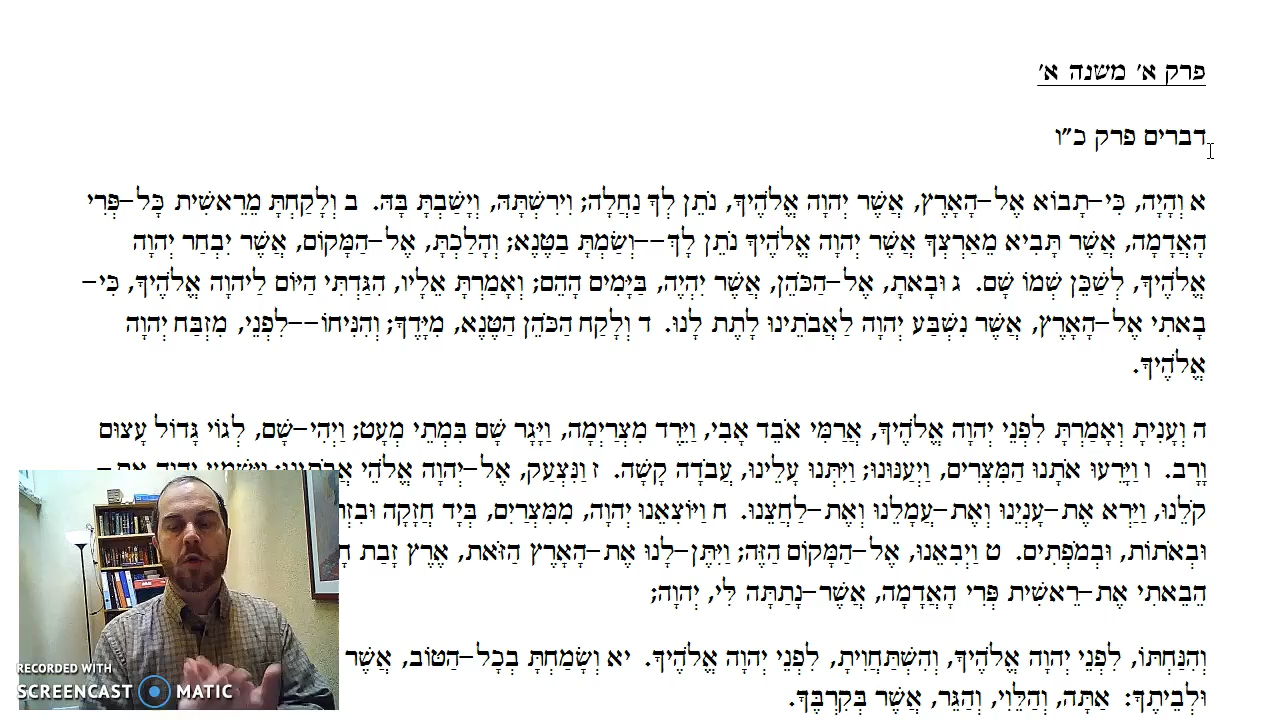 פרק א' משנה א'
דברים פרק כ"ו
א וְהָיָה, כִּי-תָבוֹא אֶל-הָאָרֶץ, אֲשֶׁר יְהוָה אֱלֹהֶיךָ, נֹתֵן לְךָ נַחֲלָה; וִירִשְׁתָּהּ, וְיָשַׁבְתָּ בָּהּ. ב וְלָקַחְתָּ מֵרֵאשִׁית כָּל-פְּרִי
הָאֲדָמָה, אֲשֶׁר תָּבִיא מֵאַרְצְךָ אֲשֶׁר יְהוָה אֱלֹהֶיךָ נֹתֵן לָךְ--וְשַׂמְתָּ בַטֶּנֶא; וְהָלַכְתָּ, אֶל-הַמָּקוֹם, אֲשֶׁר יִבְחַר יְהוָה
אֱלֹהֶיךָ, לְשַׁכֵּן שְׁמוֹ שָׁם. ג וּבָאתָ, אֶל-הַכֹּהֵן, אֲשֶׁר יִהְיֶה, בַּיָּמִים הָהֵם; וְאָמַרְתָּ אֵלָיו, הִגַּדְתִּי הַיּוֹם לַיהוָה אֱלֹהֶיךָ, כִּי-
בָאתִי אֶל-הָאָרֶץ, אֲשֶׁר נִשְׁבַּע יְהוָה לַאֲבֹתֵינוּ לָתֶת לָנוּ. ד וְלָקַח הַכֹּהֵן הַטֶּנֶא, מִיָּדֶךָ; וְהִנִּיחוֹ--לִפְנֵי, מִזְבַּח יְהוָה
אֱלֹהֶיךָ.
ה וְעָנִיתָ וְאָמַרְתָּ לִפְנֵי יְהוָה אֱלֹהֶיךָ, אֲרַמִּי אֹבֵד אָבִי, וַיֵּרֶד מִצְרַיְמָה, וַיָּגָר שָׁם בִּמְתֵי מְעָט; וַיְהִי-שָׁם, לְגוֹי גָּדוֹל עָצוּם
וָרָב. ו וַיָּרֵעוּ אֹתָנוּ הַמִּצְרִים, וַיְעַנּוּנוּ; וַיִּתְּנוּ עָלֵינוּ, עֲבֹדָה קָשָׁה. ז וַנִּצְעַק, אֶל-יְהוָה אֱלֹהֵי
קֹלֵנוּ, וַיַּרְא אֶת-עָנְיֵנוּ וְאֶת-עֲמָלֵנוּ וְאֶת-לַחֲצֵנוּ. ח וַיּוֹצִאֵנוּ יְהוָה, מִמִּצְרַיִם, בְּיָד חֲזָקָה
וּבְאֹתוֹת, וּבְמֹפְתִים. ט וַיְבִאֵנוּ, אֶל-הַמָּקוֹם הַזֶּה; וַיִּתֶּן-לָנוּ אֶת-הָאָרֶץ הַזֹּאת, אֶרֶץ זָבַת
הֵבֵאתִי אֶת-רֵאשִׁית פְּרִי הָאֲדָמָה, אֲשֶׁר-נָתַתָּה לִּי, יְהוָה;
וְהִנַּחְתּוֹ, לִפְנֵי יְהוָה אֱלֹהֶיךָ, וְהִשְׁתַּחֲוִיתָ, לִפְנֵי יְהוָה אֱלֹהֶיךָ. יא וְשָׂמַחְתָּ בְכָל-הַטּוֹב, אֲשֶׁר
וּלְבֵיתֶךָ: אַתָּה, וְהַלֵּוִי, וְהַגֵּר, אֲשֶׁר בְּקִרְבֶּךָ.
RECORDED WITH
SCREENCAST MATIC